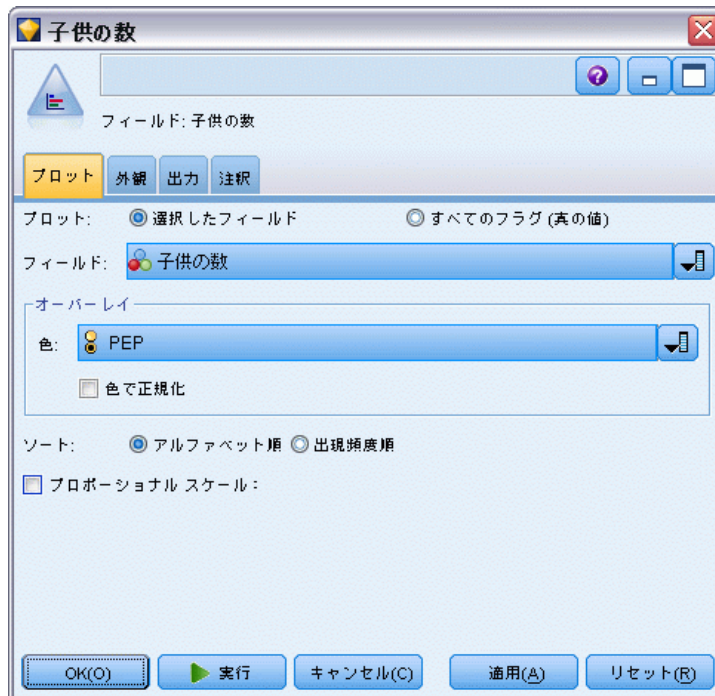 子供の数
フィールド: 子供の数
プロット 外観 出力 注釈
プロット: 選択したフィールド すべてのフラグ (真の値)
フィールド: 子供の数
オーバーレイ
色: PEP
色で正規化
ソート: アルファベット順 出現頻度順
プロポーショナル スケール:
OK(O) 実行 キャンセル(C) 適用(A) リセット(R)